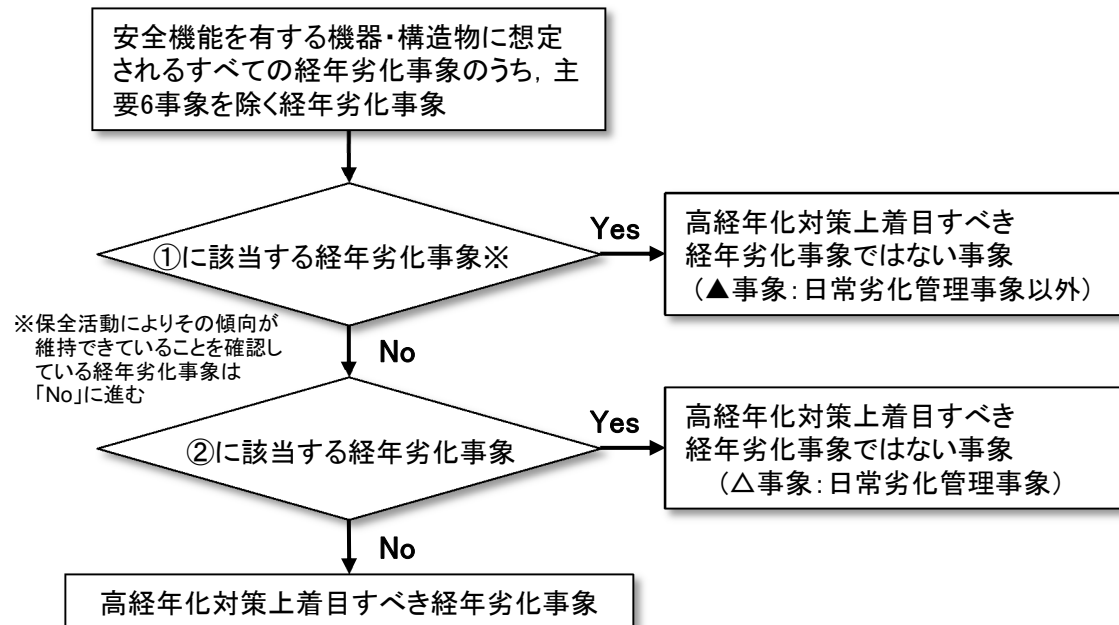 安全機能を有する機器・構造物に想定
されるすべての経年劣化事象のうち，主
要6事象を除く経年劣化事象
①に該当する経年劣化事象※
Yes
高経年化対策上着目すべき
経年劣化事象ではない事象
（▲事象：日常劣化管理事象以外）
※保全活動によりその傾向が
維持できていることを確認し
ている経年劣化事象は
「No」に進む
No
②に該当する経年劣化事象
Yes
高経年化対策上着目すべき
経年劣化事象ではない事象
（△事象：日常劣化管理事象）
No
高経年化対策上着目すべき経年劣化事象